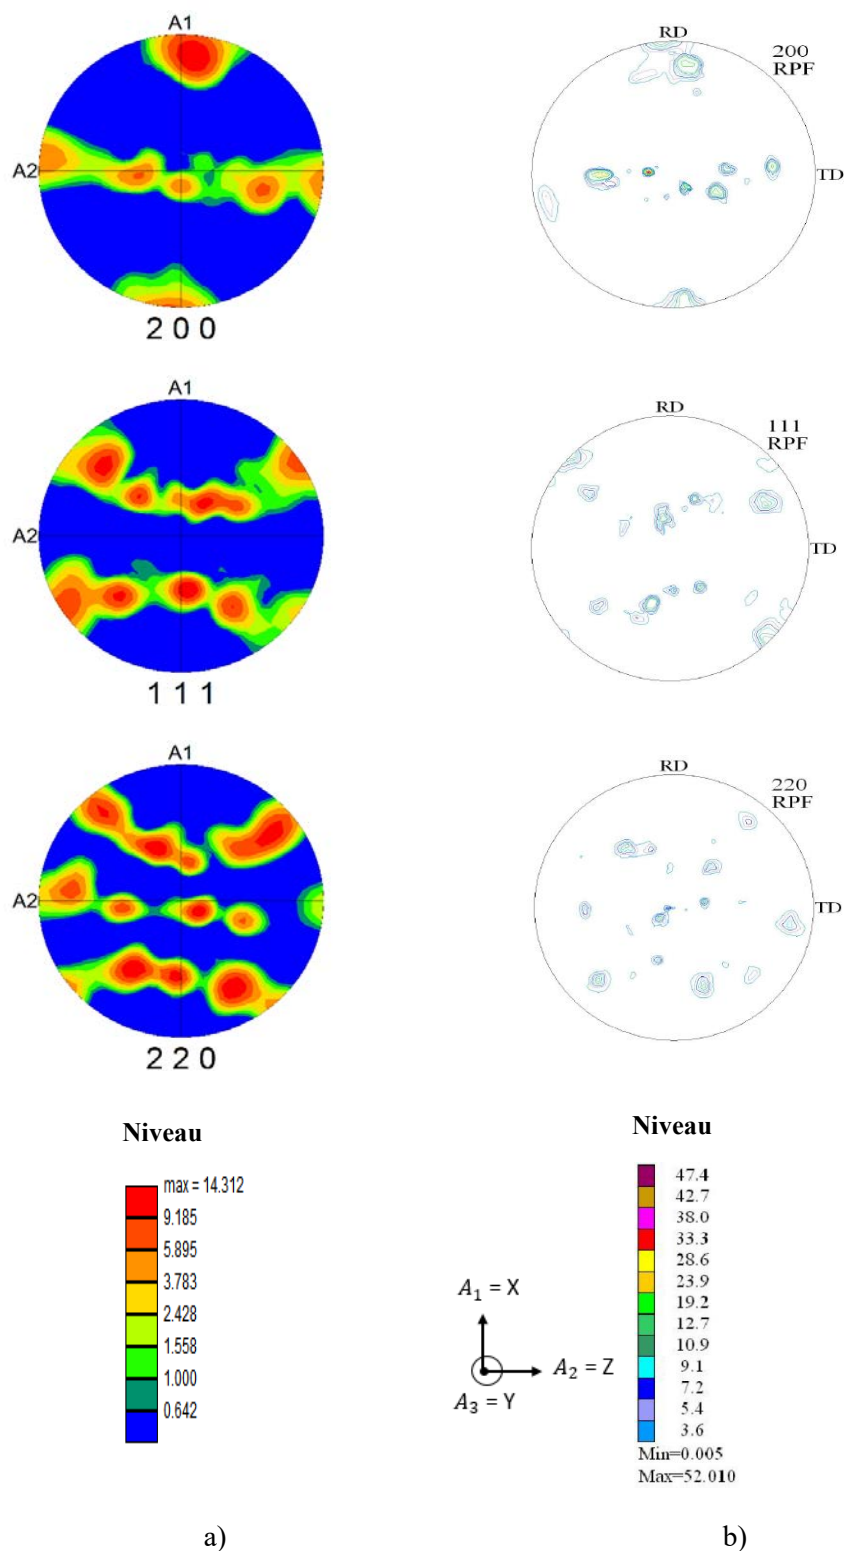 A1
A2
2 0 0
RD
200
RPF
TD
A1
A2
1 1 1
RD
111
RPF
TD
A1
A2
2 2 0
RD
220
RPF
TD
Niveau
max = 14.312
9.185
5.895
3.783
2.428
1.558
1.000
0.642
A₁ = X
A₂ = Z
A₃ = Y
Niveau
47.4
42.7
38.0
33.3
28.6
23.9
19.2
12.7
10.9
9.1
7.2
5.4
3.6
Min=0.005
Max=52.010
a)
b)